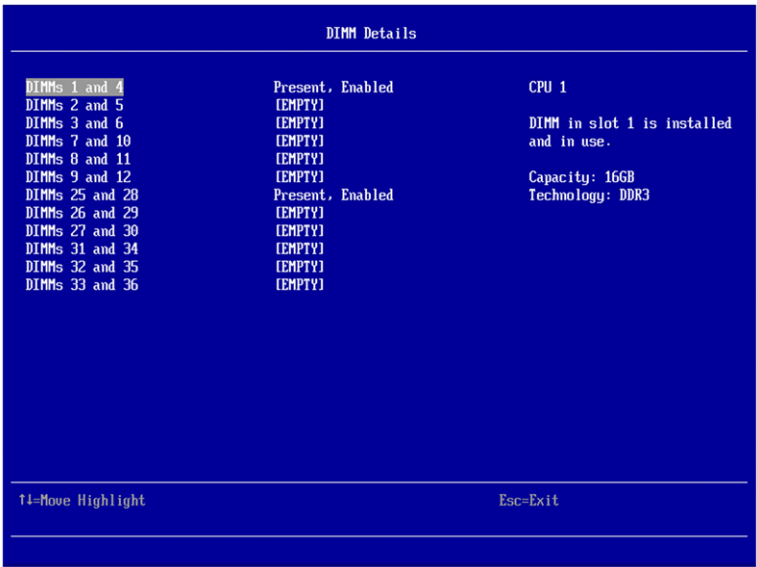 DIMM Details
DIMMs 1 and 4 Present, Enabled CPU 1
DIMMs 2 and 5 [EMPTY]
DIMMs 3 and 6 [EMPTY] DIMM in slot 1 is installed
DIMMs 7 and 10 [EMPTY] and in use.
DIMMs 8 and 11 [EMPTY]
DIMMs 9 and 12 [EMPTY] Capacity: 16GB
DIMMs 25 and 28 Present, Enabled Technology: DDR3
DIMMs 26 and 29 [EMPTY]
DIMMs 27 and 30 [EMPTY]
DIMMs 31 and 34 [EMPTY]
DIMMs 32 and 35 [EMPTY]
DIMMs 33 and 36 [EMPTY]
↑↓=Move Highlight Esc=Exit